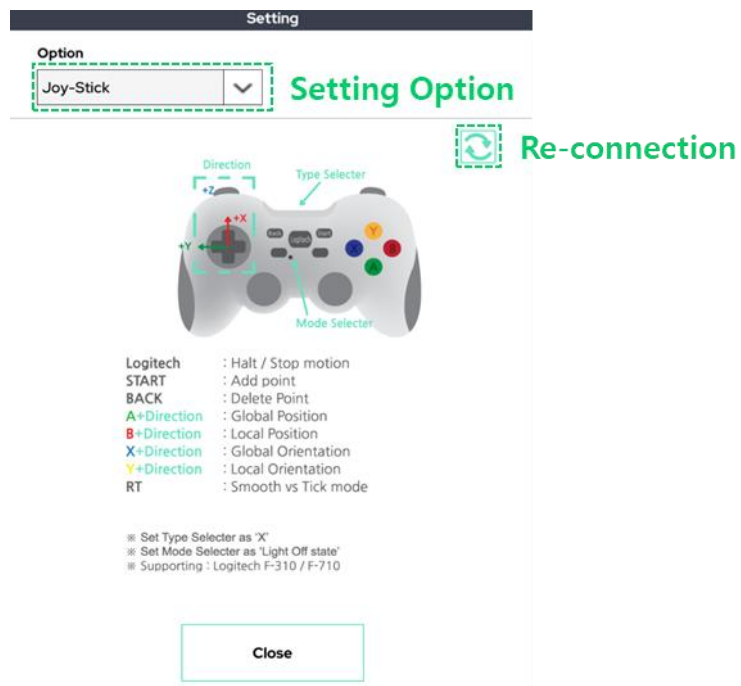 Setting
Option
Joy-Stick
Setting Option
Re-connection
Direction
Type Selecter
+Z
+X
+Y
Back
Logitech
Start
Y
X
B
A
Mode Selecter
Logitech : Halt / Stop motion
START : Add point
BACK : Delete Point
A+Direction : Global Position
B+Direction : Local Position
X+Direction : Global Orientation
Y+Direction : Local Orientation
RT : Smooth vs Tick mode
※ Set Type Selecter as 'X'
※ Set Mode Selecter as 'Light Off state'
※ Supporting : Logitech F-310 / F-710
Close